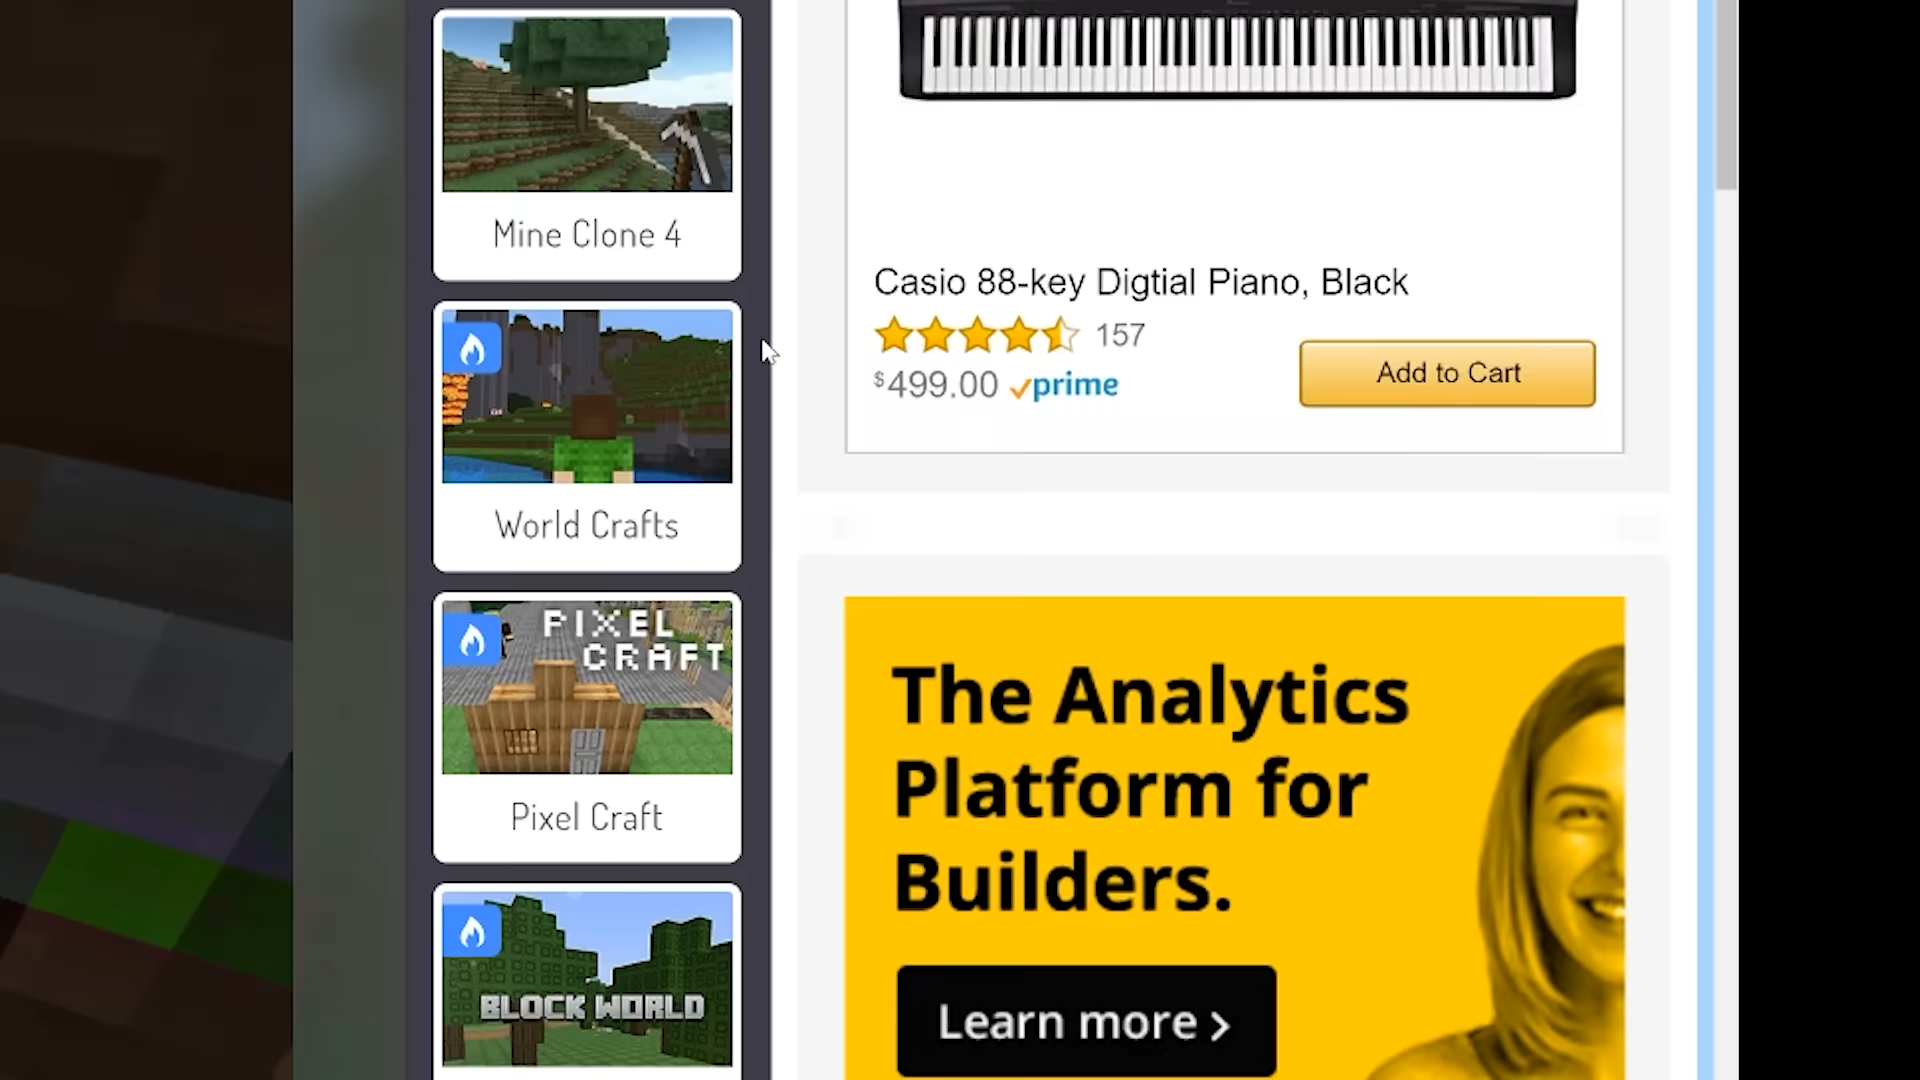 Mine Clone 4
World Crafts
PIXEL
CRAFT
Pixel Craft
BLOCK WORLD
Casio 88-key Digtial Piano, Black
157
$499.00 prime
Add to Cart
The Analytics
Platform for
Builders.
Learn more >